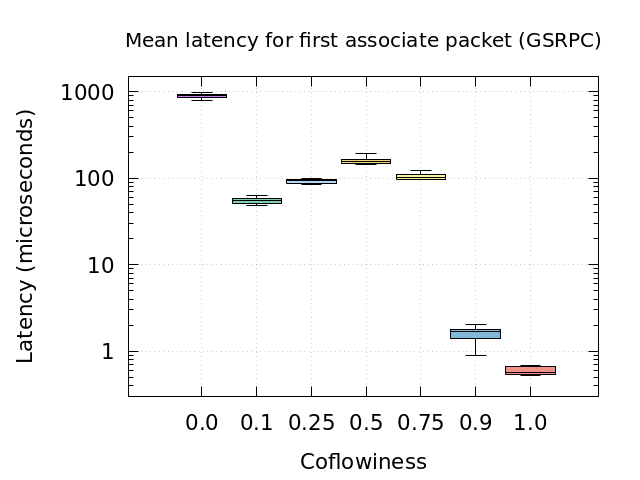 Mean latency for first associate packet (GSRPC)
1000
100
10
1
Latency (microseconds)
0.0 0.1 0.25 0.5 0.75 0.9 1.0
Coflowiness